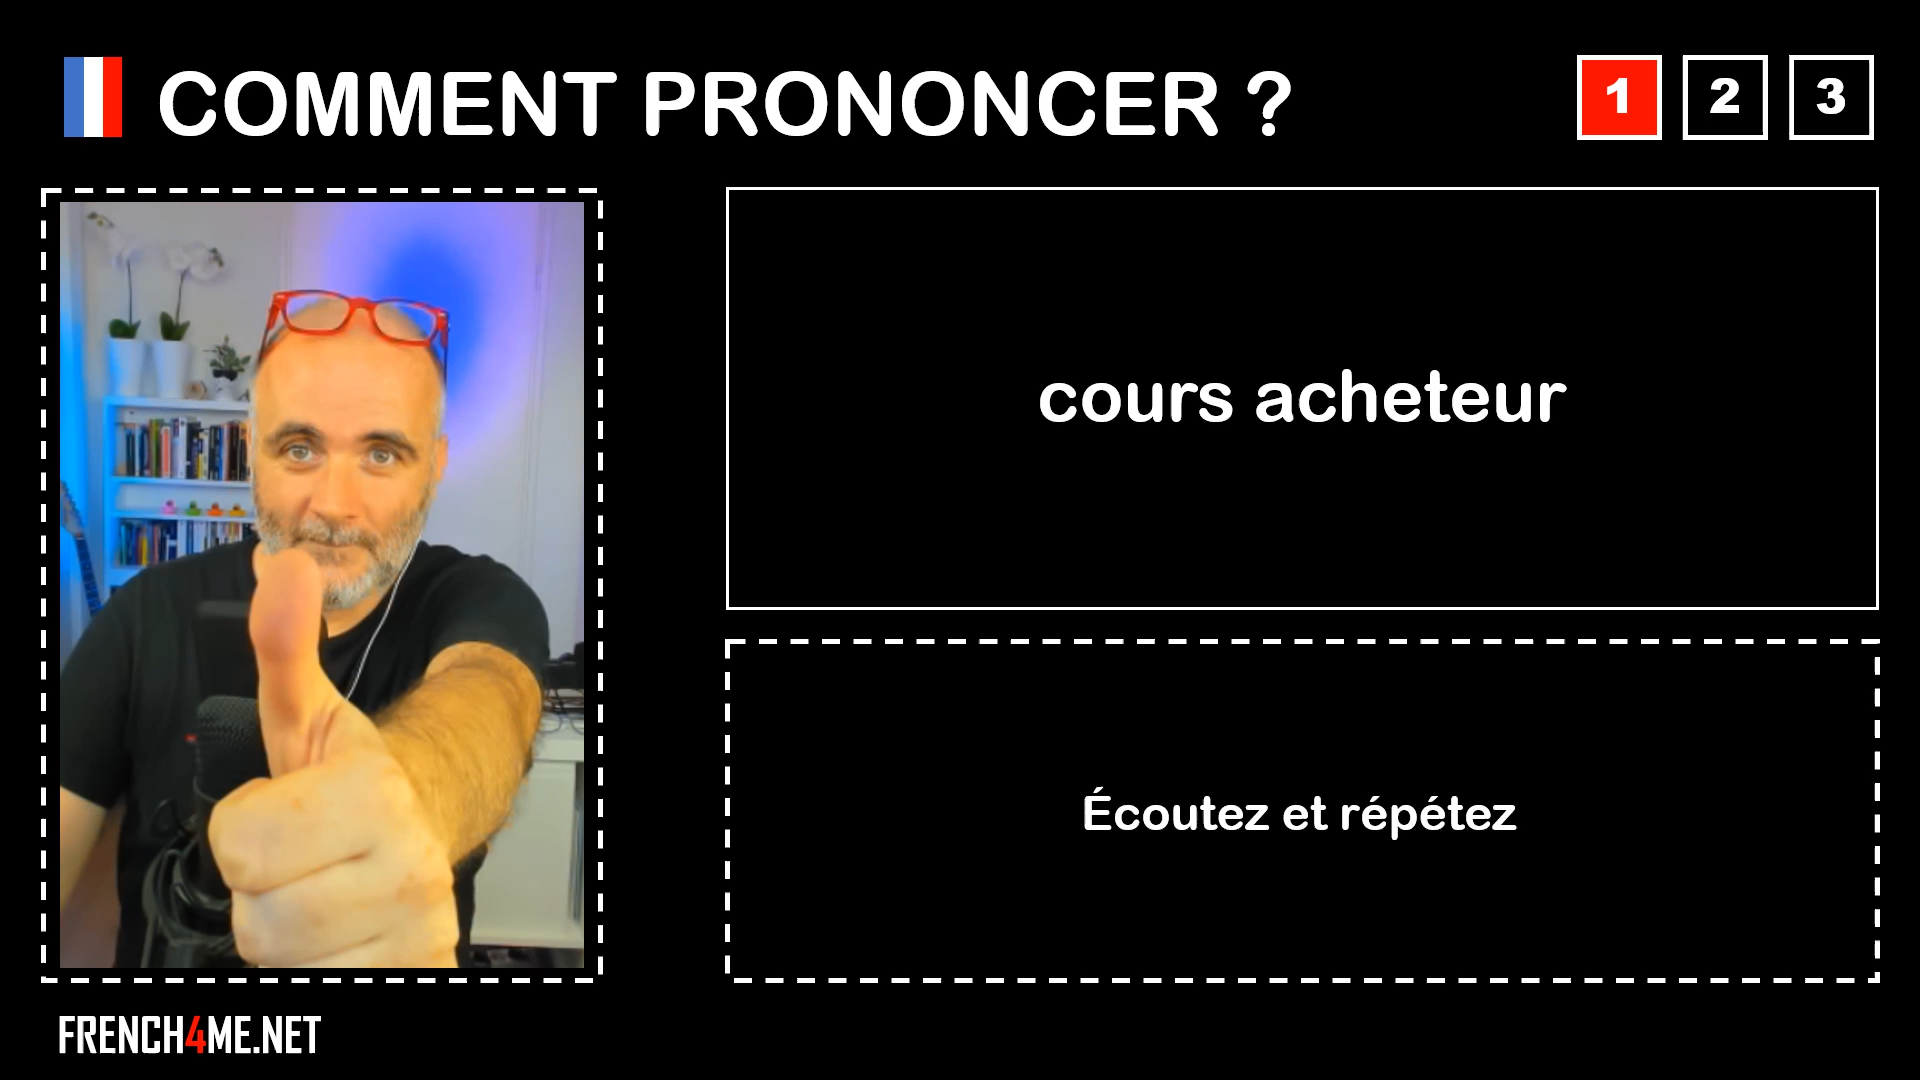 COMMENT PRONONCER ?
1 2 3
cours acheteur
Écoutez et répétez
FRENCH4ME.NET